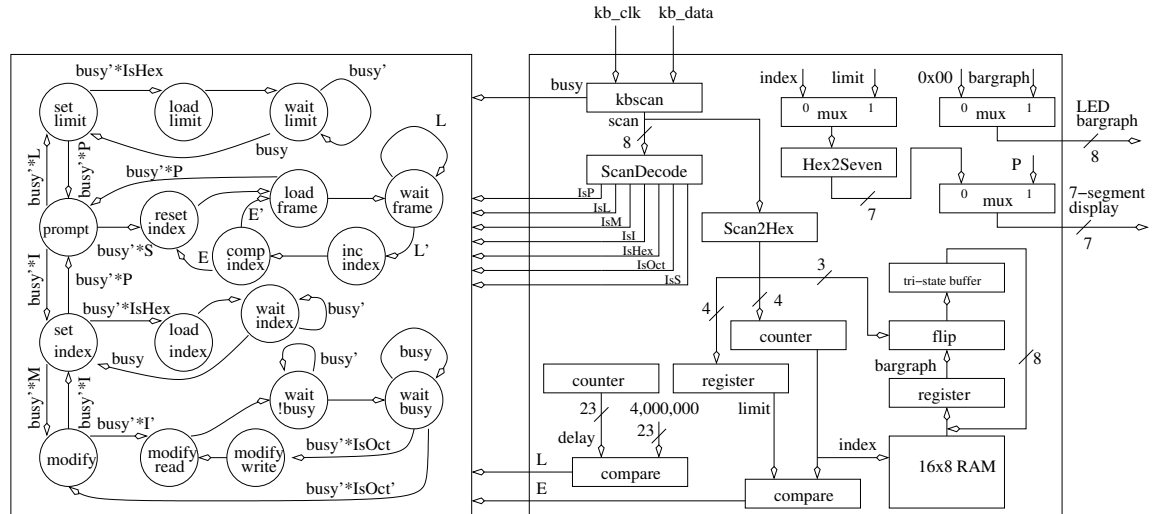 kb_clk kb_data
busy'*IsHex
busy'
set
limit
load
limit
wait
limit
busy
busy'*L
busy'*P
L
busy'*P
prompt
reset
index
load
frame
wait
frame
E'
busy'*S
E
comp
index
inc
index
L'
busy'*I
busy'*P
busy'*IsHex
set
index
load
index
wait
index
busy'
busy
busy'
busy
busy'*M
busy'*I
wait
!busy
wait
busy
busy'*I'
modify
modify
read
modify
write
busy'*IsOct
busy'*IsOct'
busy
kbscan
scan
8
ScanDecode
IsP
IsL
IsM
IsI
IsHex
IsOct
IsS
index limit
0 1
mux
Hex2Seven
7
0x00 bargraph
0 1
mux
LED
bargraph
8
P
0 1
mux
7-segment
display
7
Scan2Hex
3
4
4
tri-state buffer
flip
8
bargraph
register
counter
counter
register
23
4,000,000
23
limit
delay
compare
L
E
index
16x8 RAM
compare